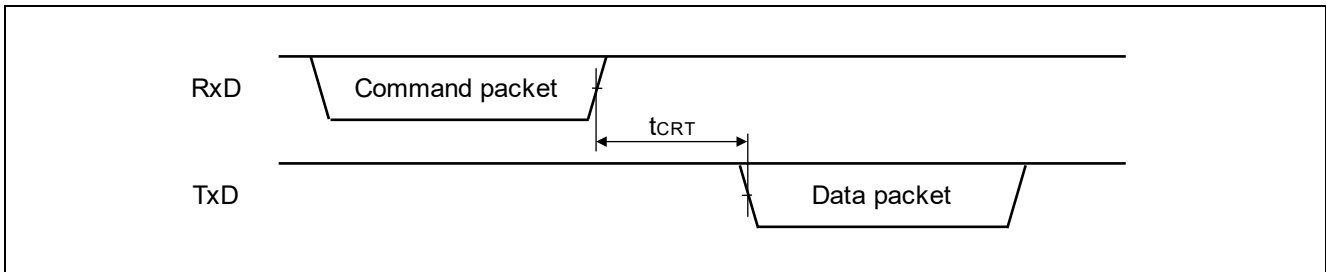 RxD
Command packet
tCRT
TxD
Data packet